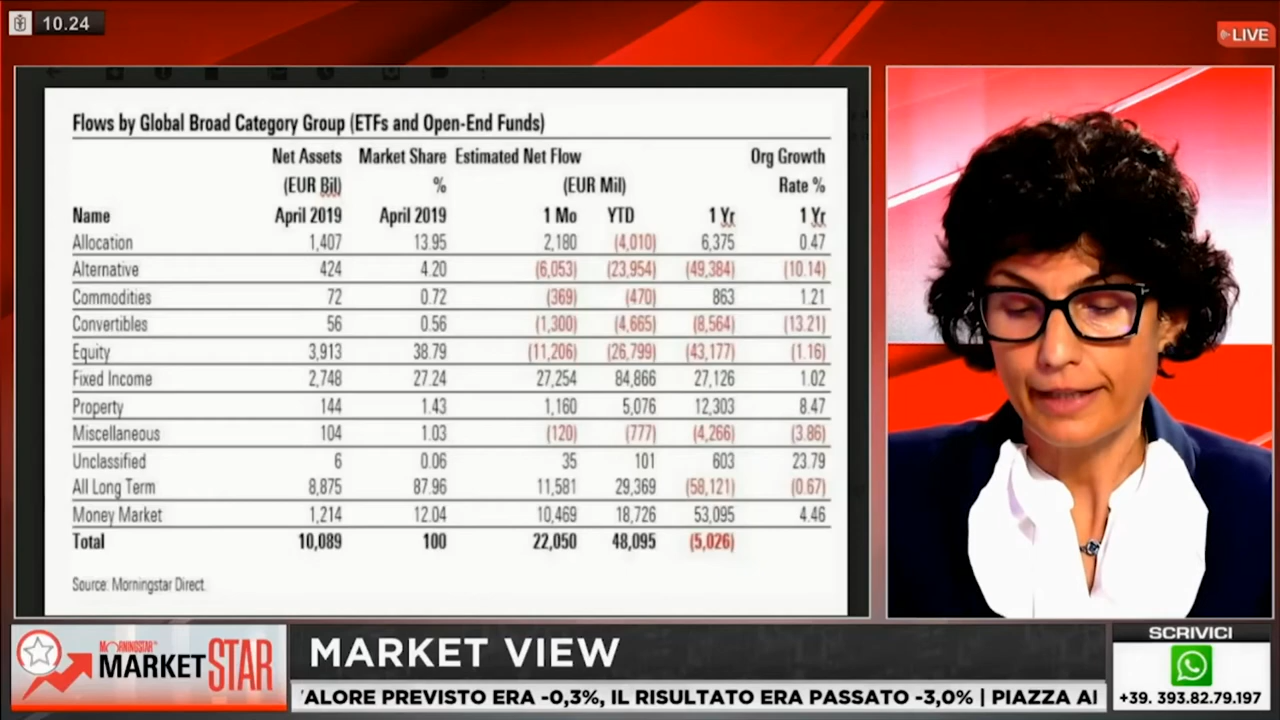 10.24
LIVE
Flows by Global Broad Category Group (ETFs and Open-End Funds)
Net Assets Market Share Estimated Net Flow Org Growth
(EUR Bil) % (EUR Mil) Rate %
Name April 2019 April 2019 1 Mo YTD 1 Yr 1 Yr
Allocation 1,407 13.95 2,180 (4,010) 6,375 0.47
Alternative 424 4.20 (6,053) (23,954) (49,384) (10.14)
Commodities 72 0.72 (369) (470) 863 1.21
Convertibles 56 0.56 (1,300) (4,665) (8,564) (13.21)
Equity 3,913 38.79 (11,206) (26,799) (43,177) (1.16)
Fixed Income 2,748 27.24 27,254 84,866 27,126 1.02
Property 144 1.43 1,160 5,076 12,303 8.47
Miscellaneous 104 1.03 (120) (777) (4,266) (3.86)
Unclassified 6 0.06 35 101 603 23.79
All Long Term 8,875 87.96 11,581 29,369 (58,121) (0.67)
Money Market 1,214 12.04 10,469 18,726 53,095 4.46
Total 10,089 100 22,050 48,095 (5,026)
Source: Morningstar Direct.
MORNINGSTAR
MARKET STAR
MARKET VIEW
'ALORE PREVISTO ERA -0,3%, IL RISULTATO ERA PASSATO -3,0% | PIAZZA
SCRIVICI
+39. 393.82.79.197